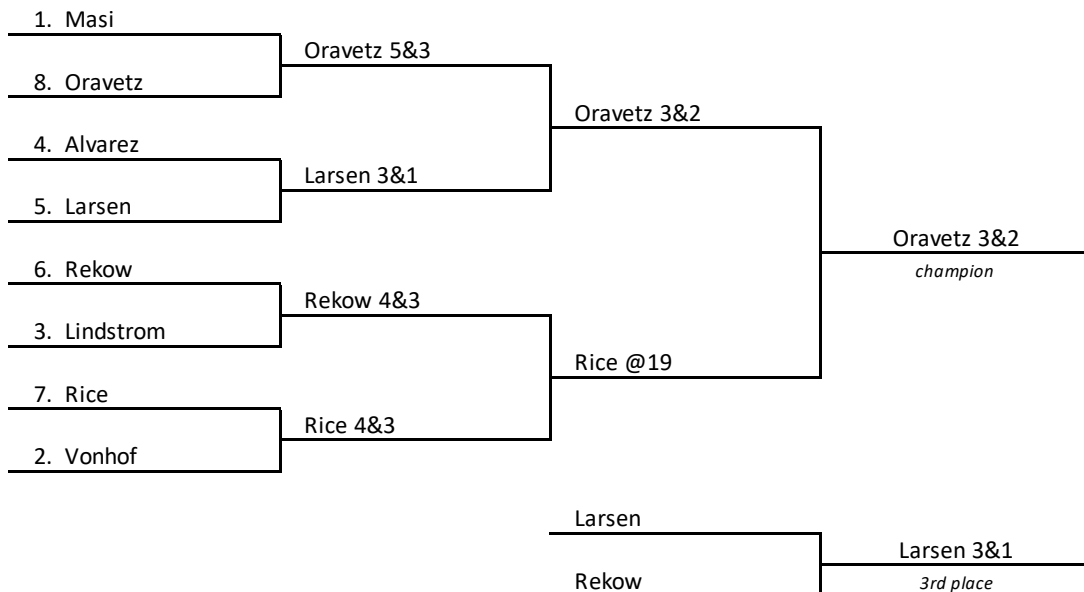 1. Masi
Oravetz 5&3
8. Oravetz
Oravetz 3&2
4. Alvarez
Larsen 3&1
5. Larsen
Oravetz 3&2
champion
6. Rekow
Rekow 4&3
3. Lindstrom
Rice @19
7. Rice
Rice 4&3
2. Vonhof
Larsen
Larsen 3&1
3rd place
Rekow